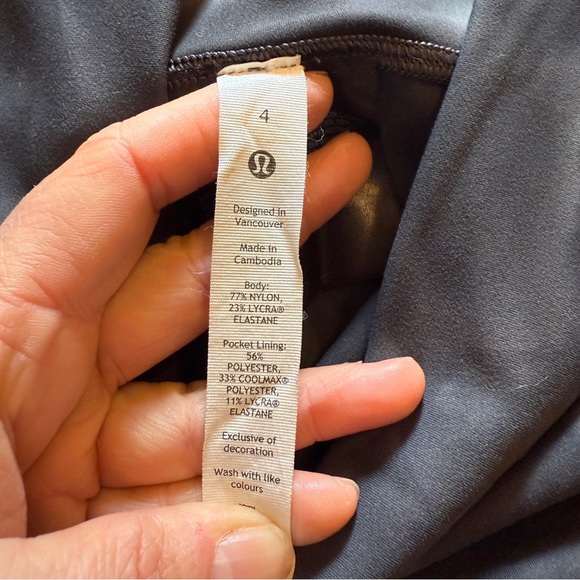 4
Designed in
Vancouver
Made in
Cambodia
Body:
77% NYLON,
23% LYCRA®
ELASTANE
Pocket Lining:
56%
POLYESTER,
33% COOLMAX®
POLYESTER,
11% LYCRA®
ELASTANE
Exclusive of
decoration
Wash with like
colours